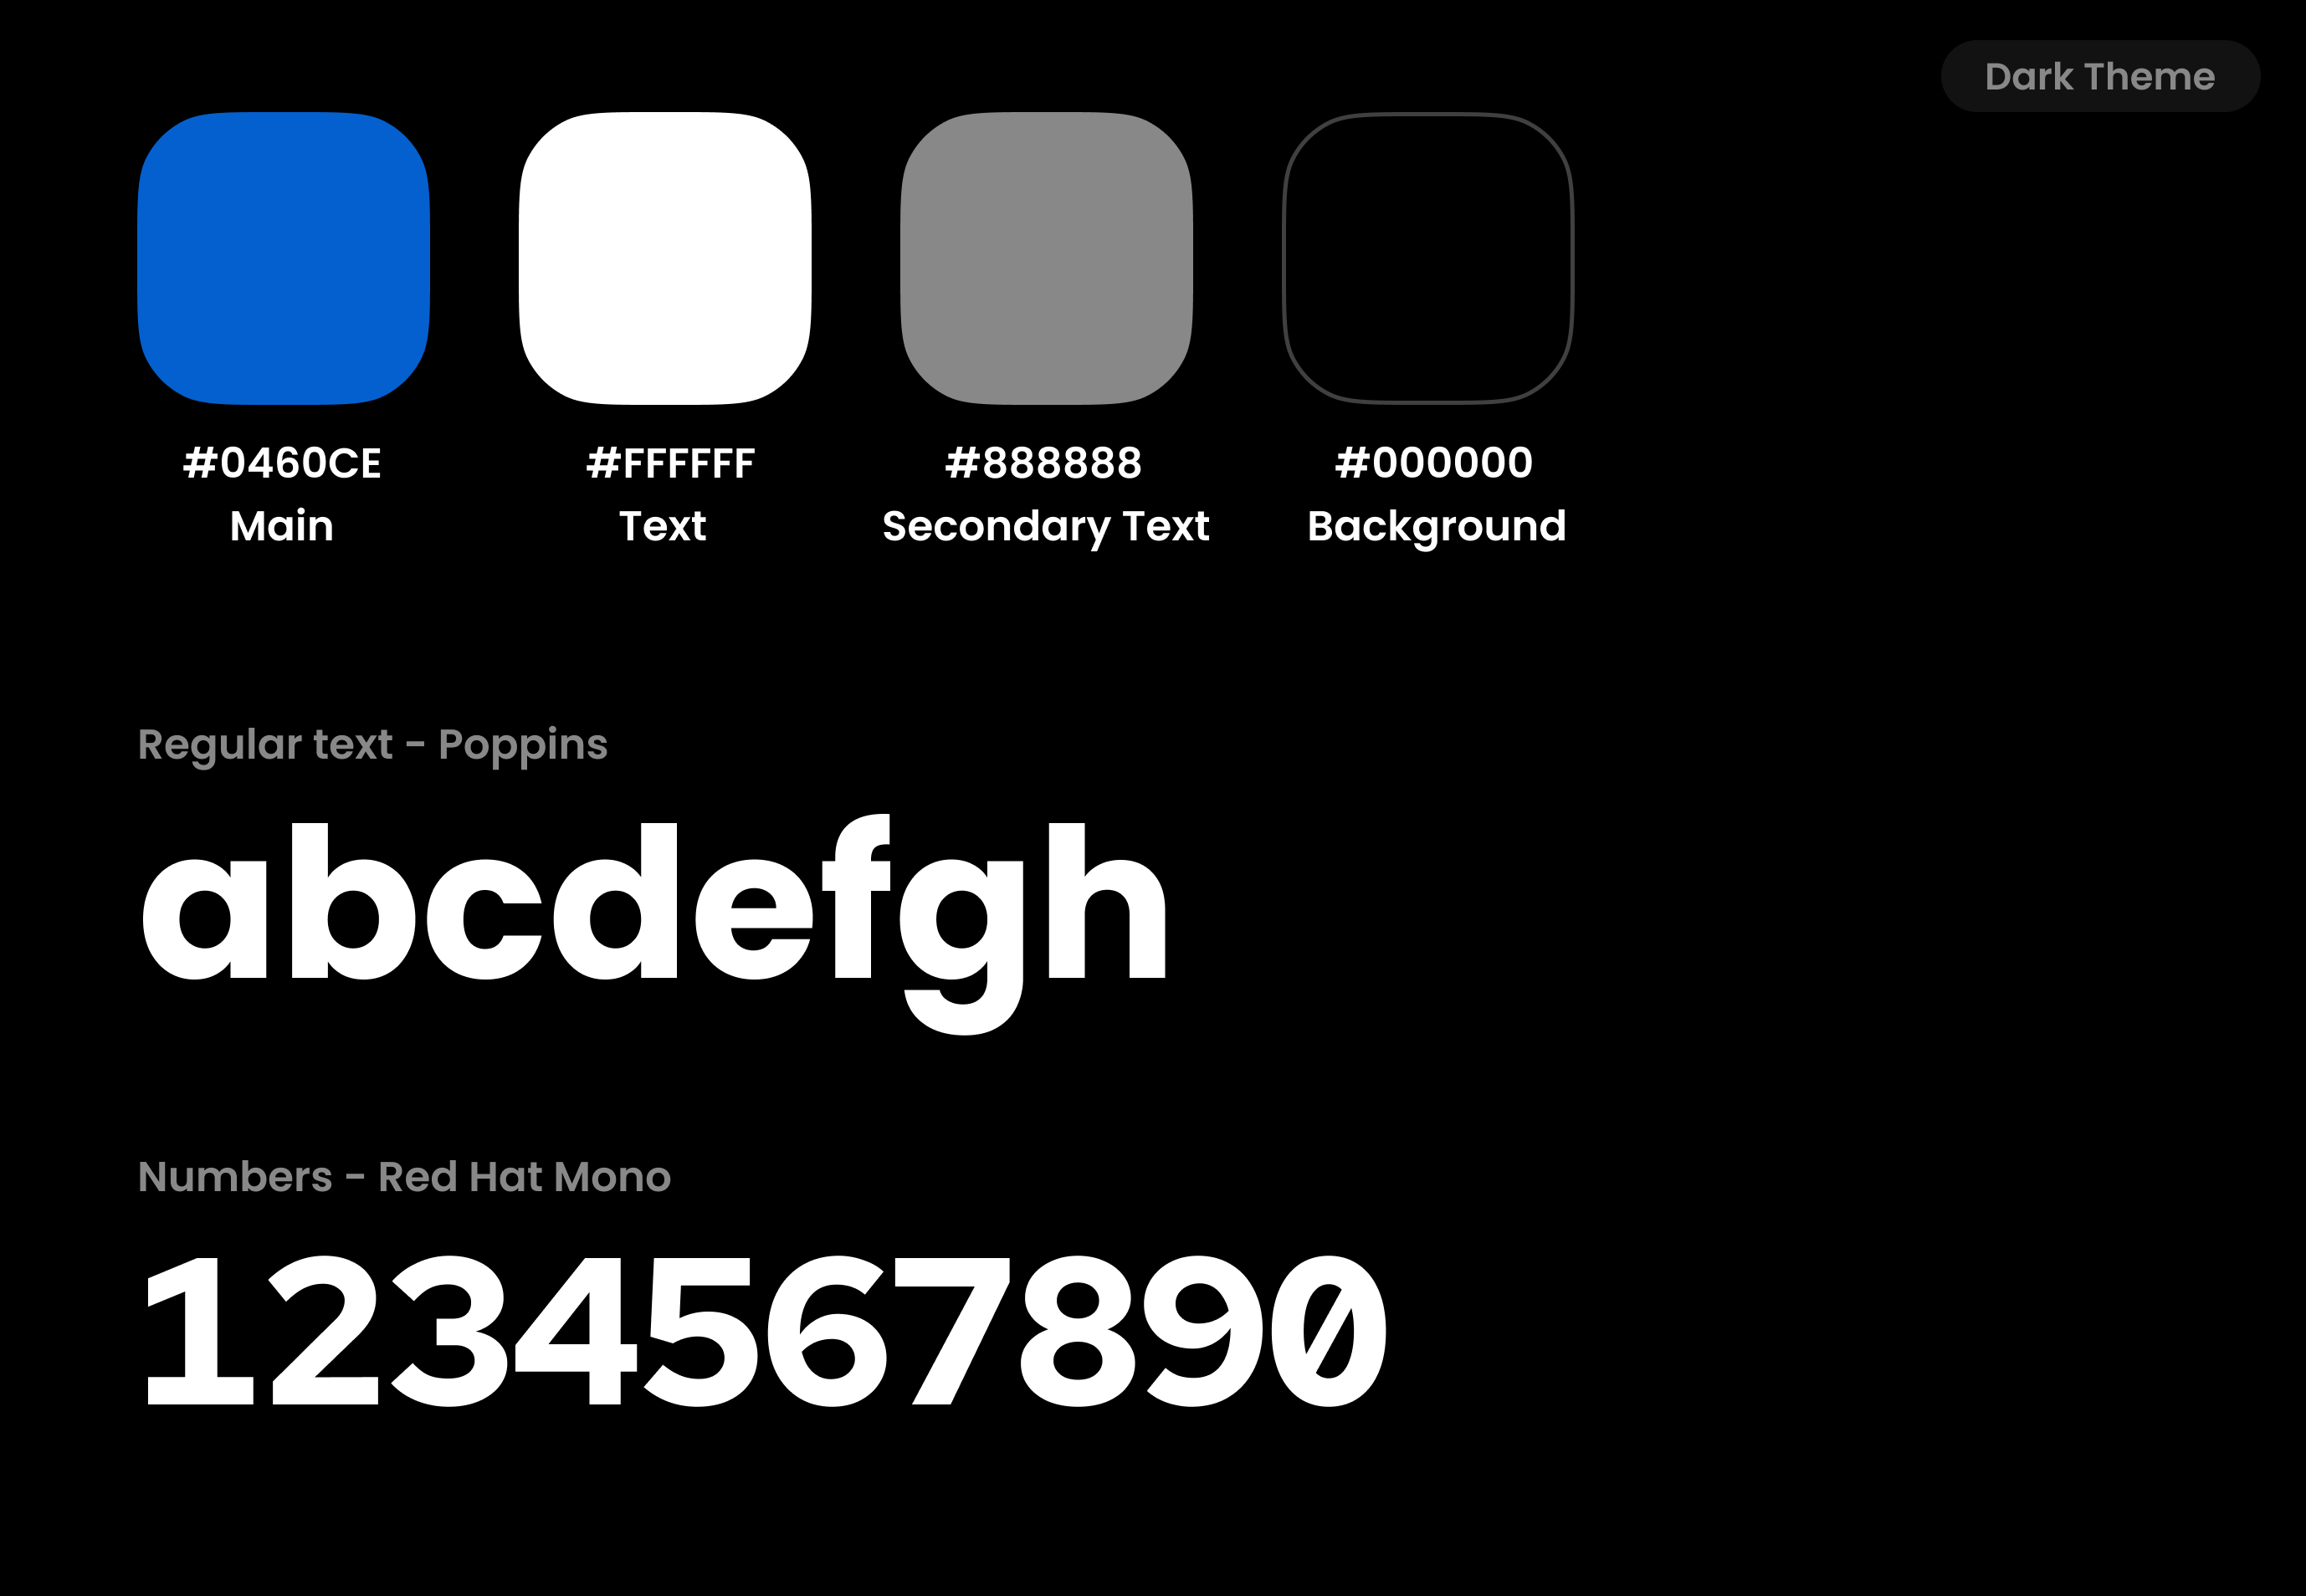 Dark Theme
#0460CE
#FFFFFF
#888888
#000000
Main
Text
Secondary Text
Background
Regular text - Poppins
abcdefgh
Numbers - Red Hat Mono
1234567890